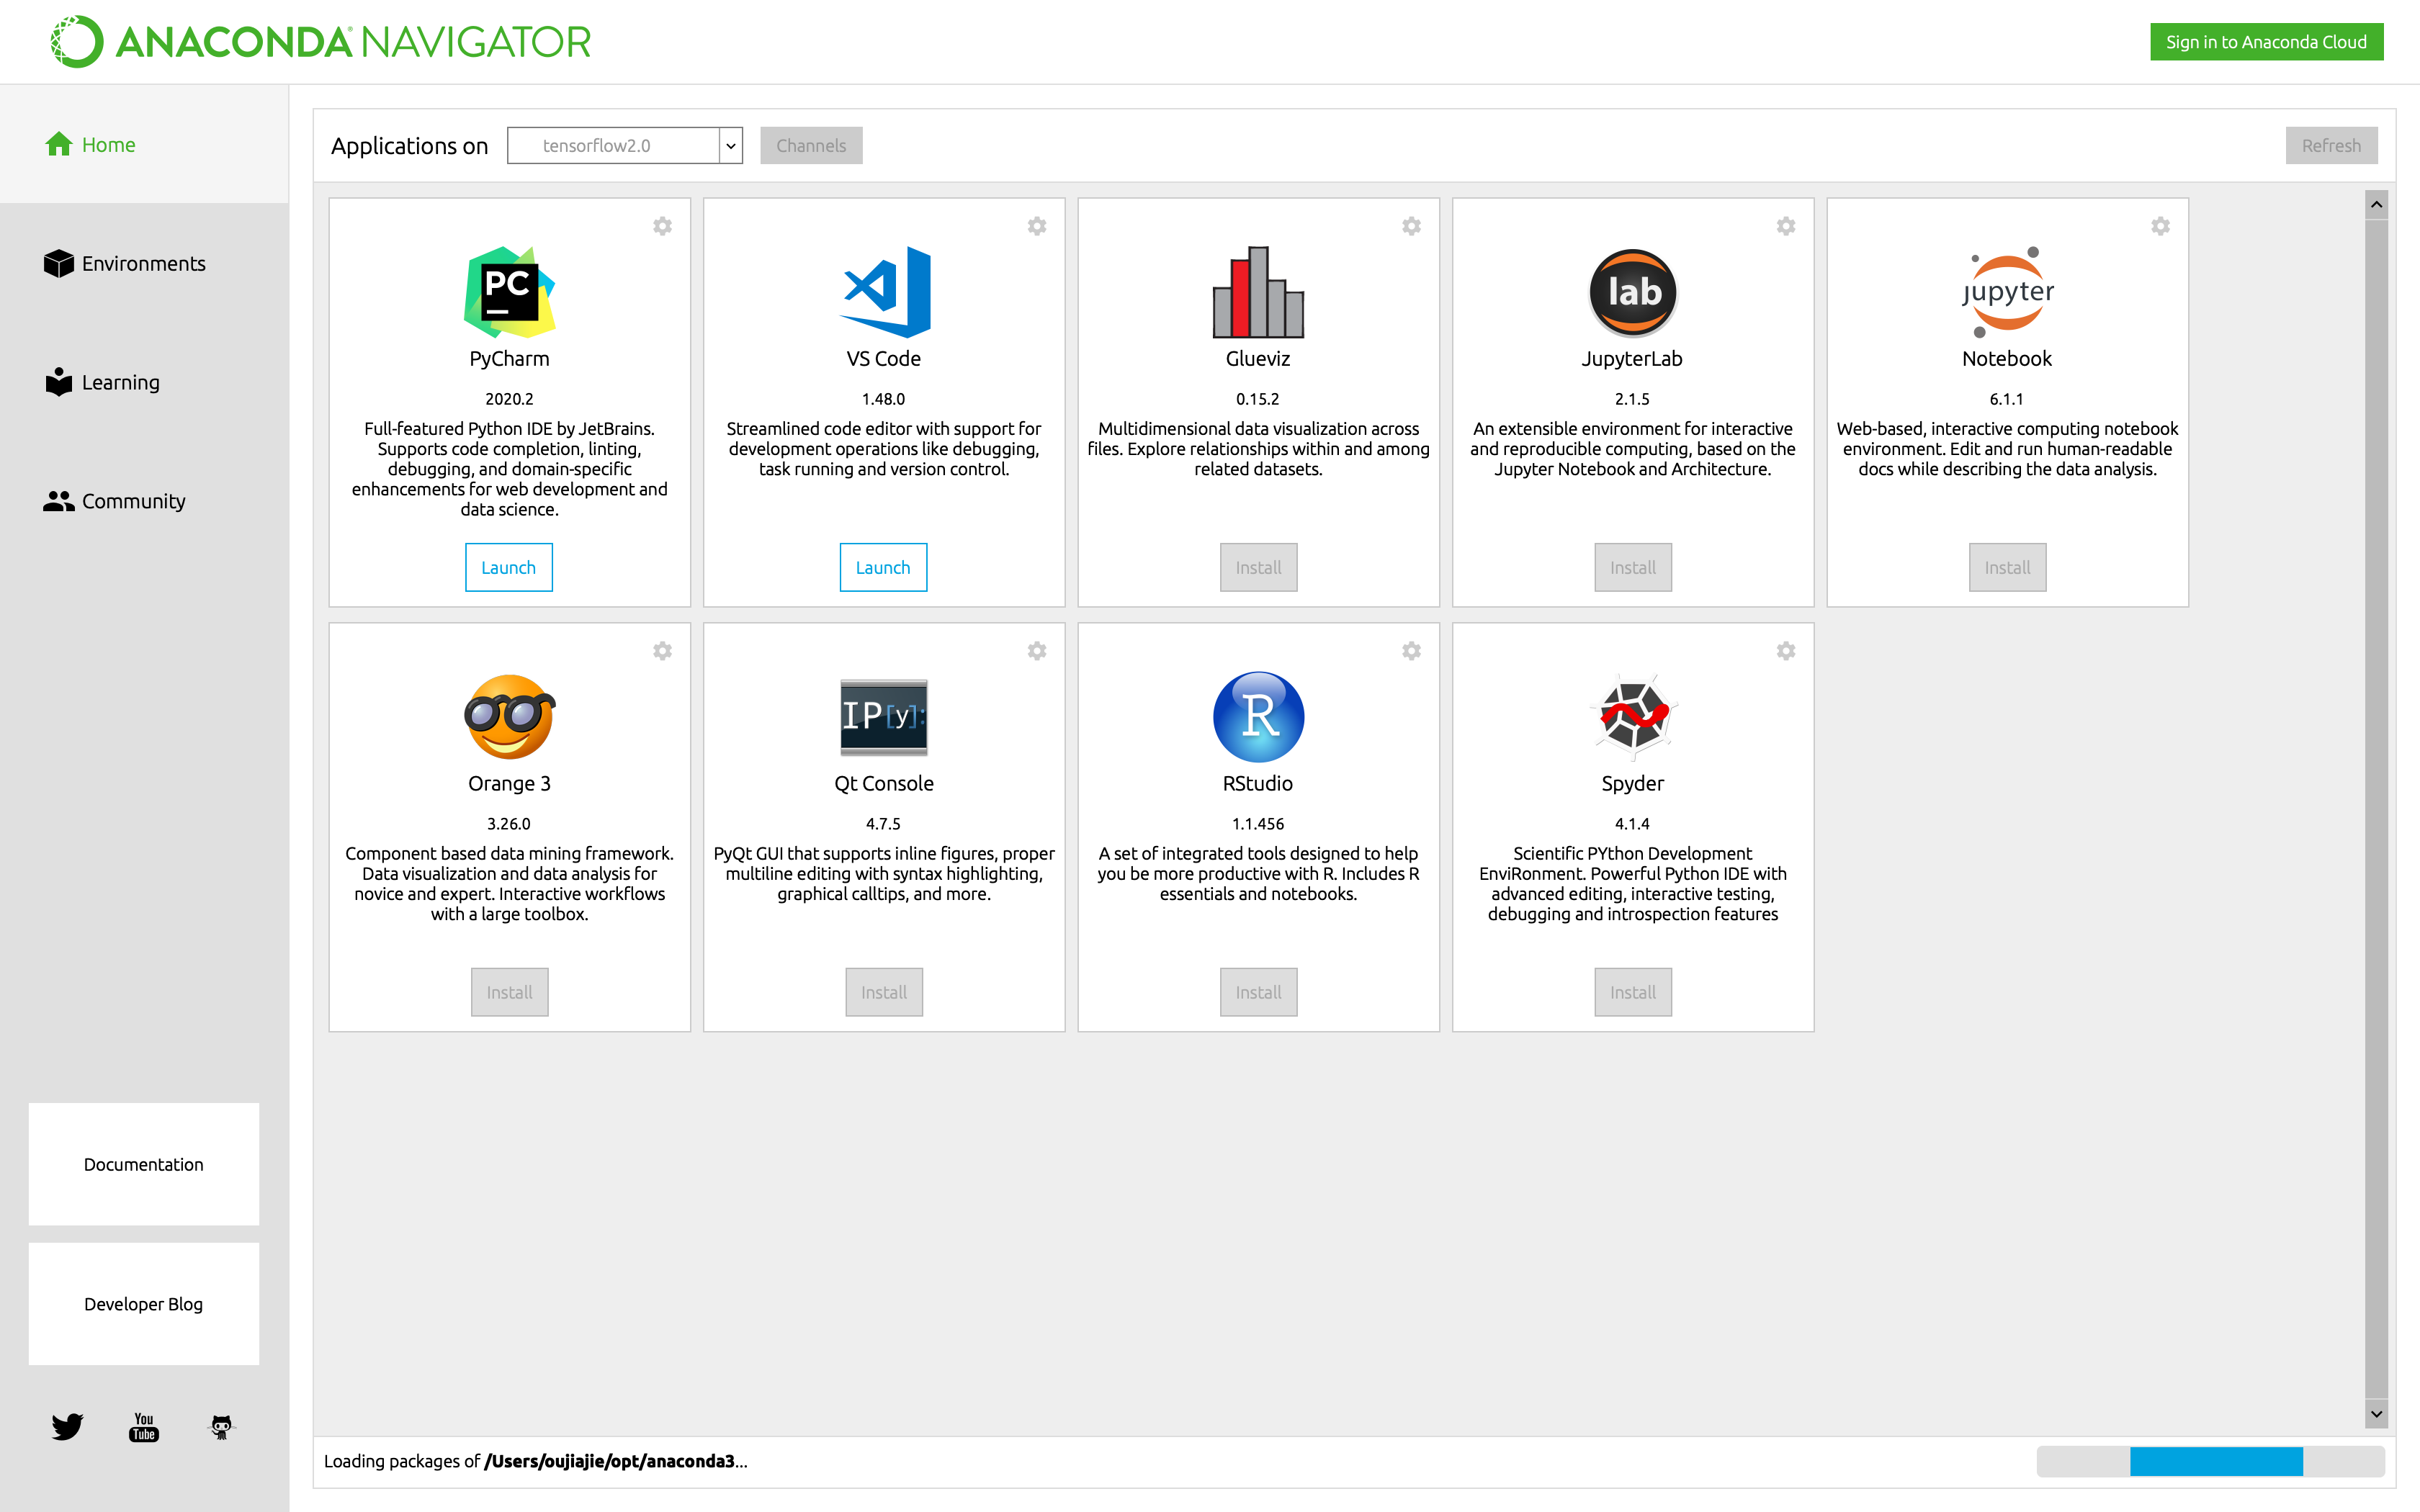 ANACONDA NAVIGATOR
Sign in to Anaconda Cloud
Home
Environments
Learning
Community
Documentation
Developer Blog
You
Tube
Applications on
tensorflow2.0
Channels
Refresh
PC
PyCharm
2020.2
Full-featured Python IDE by JetBrains.
Supports code completion, linting,
debugging, and domain-specific
enhancements for web development and
data science.
Launch
VS Code
1.48.0
Streamlined code editor with support for
development operations like debugging,
task running and version control.
Launch
Glueviz
0.15.2
Multidimensional data visualization across
files. Explore relationships within and among
related datasets.
Install
lab
JupyterLab
2.1.5
An extensible environment for interactive
and reproducible computing, based on the
Jupyter Notebook and Architecture.
Install
jupyter
Notebook
6.1.1
Web-based, interactive computing notebook
environment. Edit and run human-readable
docs while describing the data analysis.
Install
Orange 3
3.26.0
Component based data mining framework.
Data visualization and data analysis for
novice and expert. Interactive workflows
with a large toolbox.
Install
IP[y]:
Qt Console
4.7.5
PyQt GUI that supports inline figures, proper
multiline editing with syntax highlighting,
graphical calltips, and more.
Install
R
RStudio
1.1.456
A set of integrated tools designed to help
you be more productive with R. Includes R
essentials and notebooks.
Install
Spyder
4.1.4
Scientific PYthon Development
EnviRonment. Powerful Python IDE with
advanced editing, interactive testing,
debugging and introspection features
Install
Loading packages of /Users/oujiajie/opt/anaconda3...